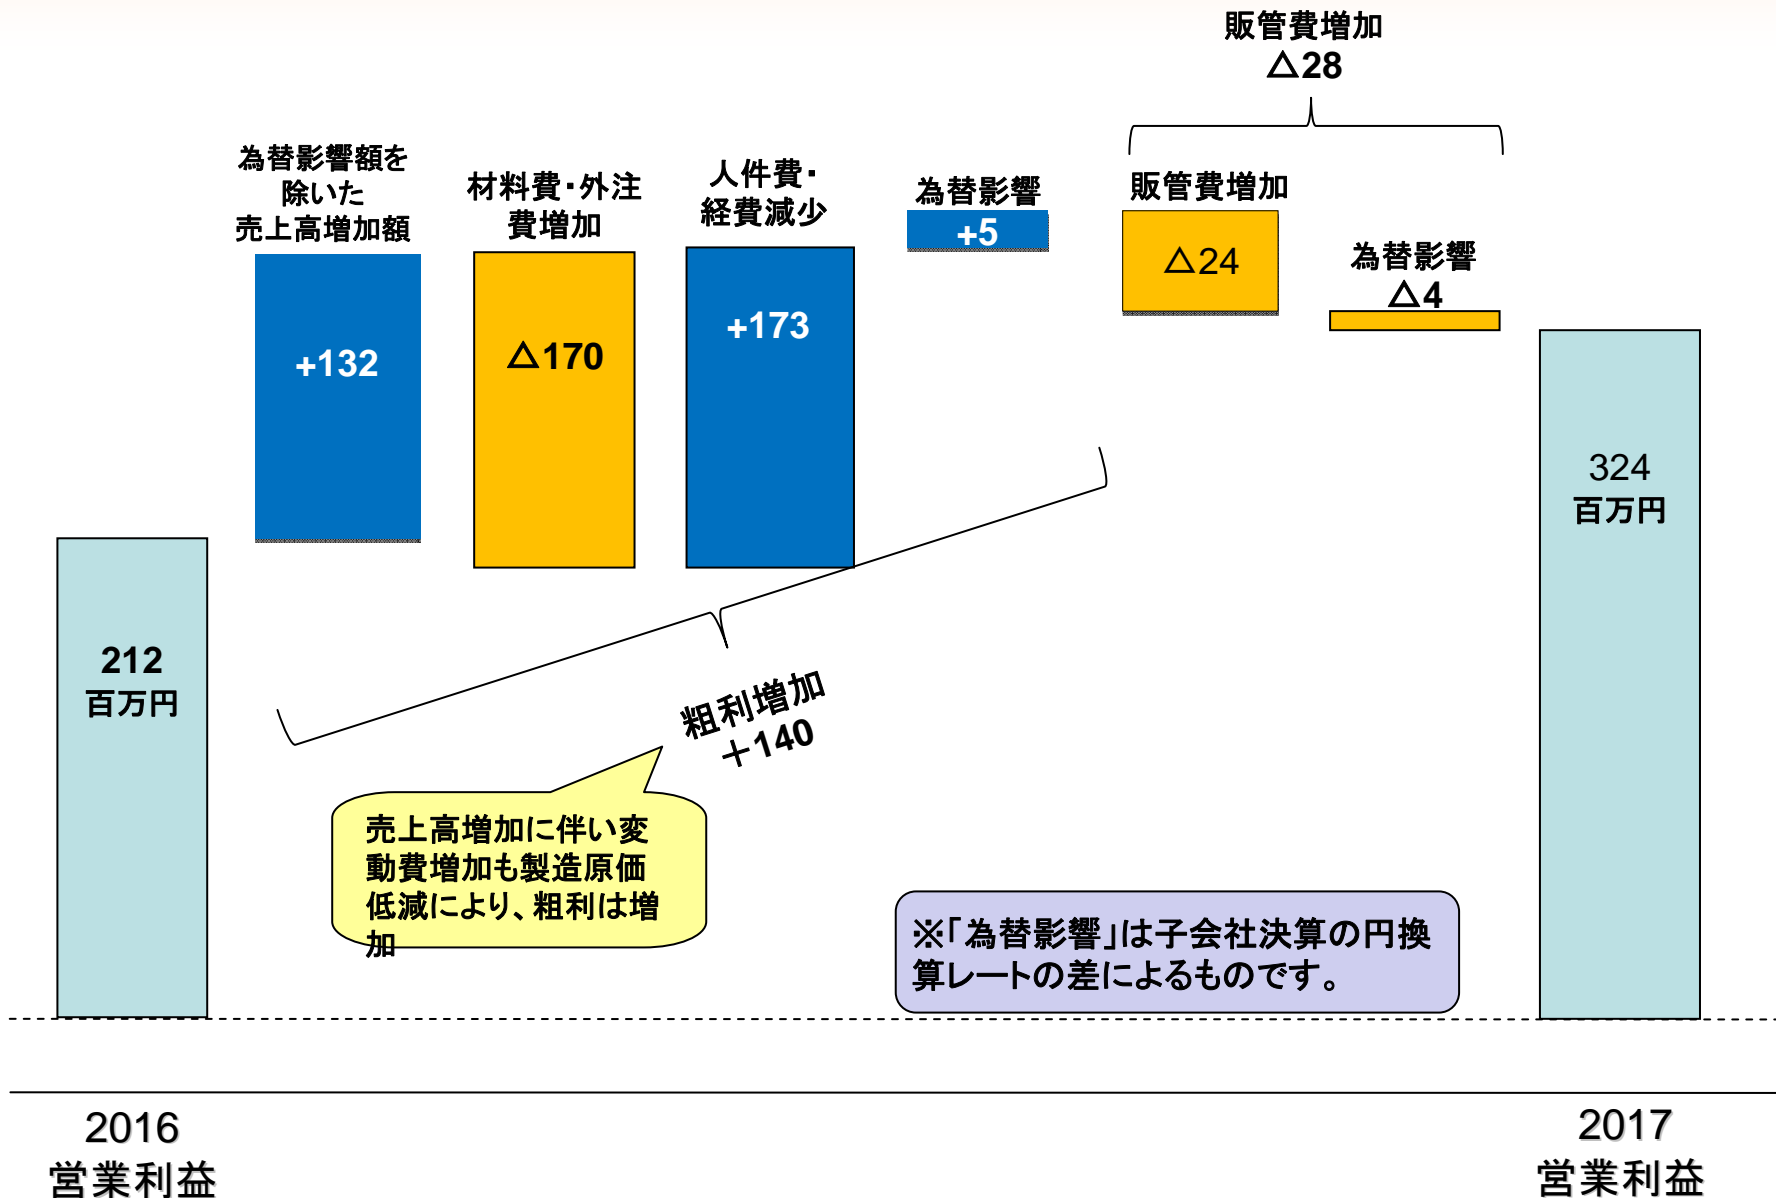 販管費増加
△28
為替影響額を
除いた
売上高増加額
材料費・外注
費増加
人件費・
経費減少
為替影響
販管費増加
為替影響
△4
+132
△170
+173
+5
△24
212
百万円
324
百万円
粗利増加
＋140
売上高増加に伴い変
動費増加も製造原価
低減により、粗利は増
加
※「為替影響」は子会社決算の円換
算レートの差によるものです。
2016
営業利益
2017
営業利益